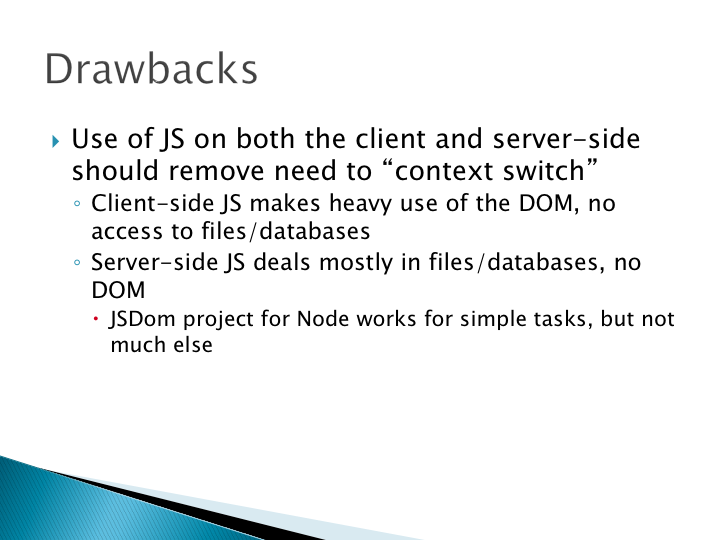 Drawbacks
Use of JS on both the client and server-side
should remove need to “context switch”
Client-side JS makes heavy use of the DOM, no
access to files/databases
Server-side JS deals mostly in files/databases, no
DOM
JSDom project for Node works for simple tasks, but not
much else